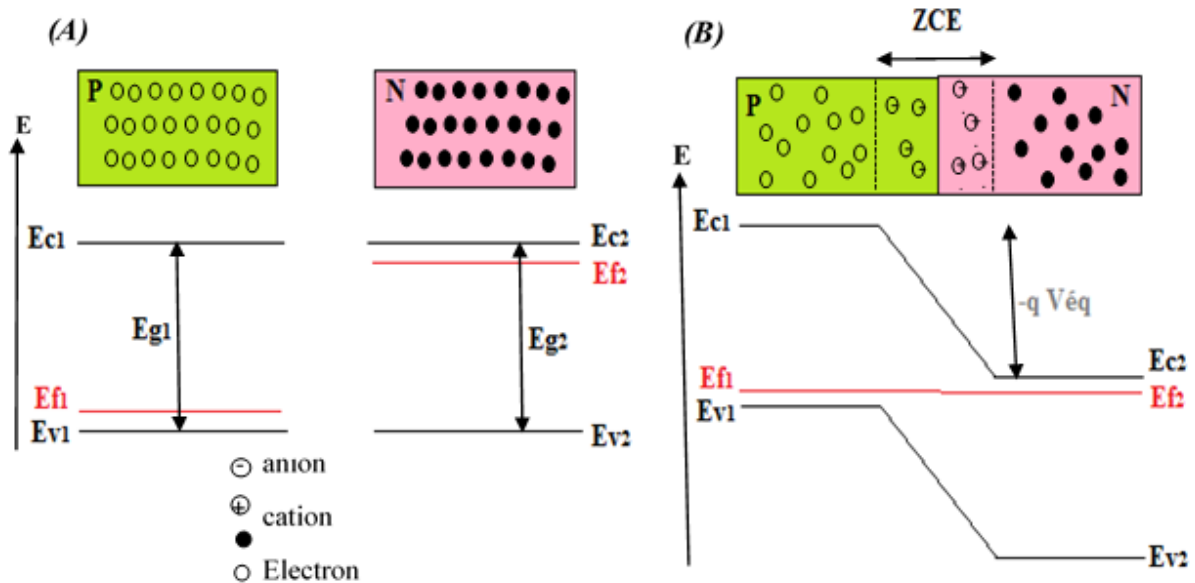 (A)
P
N
E
Ec1
Ec2
Ef2
Eg1
Eg2
Ef1
Ev1
Ev2
- anion
+ cation
Electron
(B)
ZCE
P
N
E
Ec1
-q Véq
Ec2
Ef1
Ef2
Ev1
Ev2